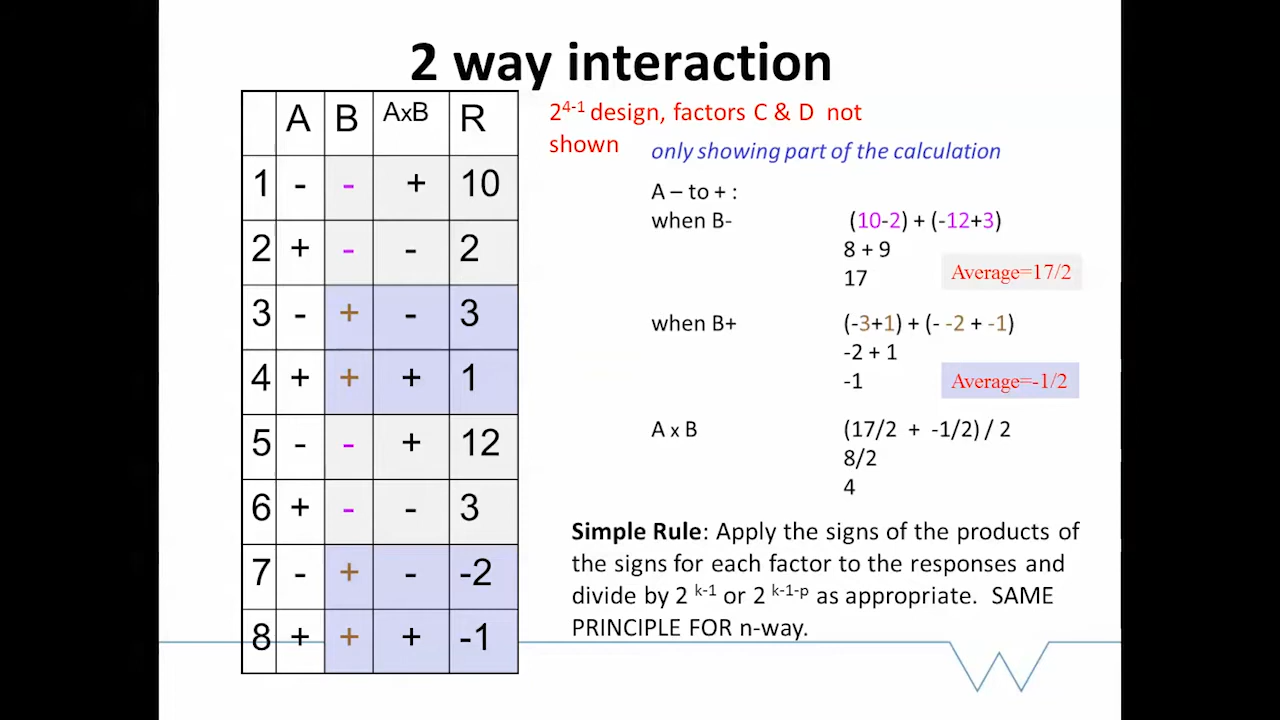 2 way interaction
A B AxB R
1 - - + 10
2 + - - 2
3 - + - 3
4 + + + 1
5 - - + 12
6 + - - 3
7 - + - -2
8 + + + -1
2⁴⁻¹ design, factors C & D not
shown
only showing part of the calculation
A – to + :
when B- (10-2) + (-12+3)
8 + 9
17
Average=17/2
when B+ (-3+1) + (- -2 + -1)
-2 + 1
-1
Average=-1/2
A x B (17/2 + -1/2) / 2
8/2
4
Simple Rule: Apply the signs of the products of
the signs for each factor to the responses and
divide by 2 ᵏ⁻¹ or 2 ᵏ⁻¹⁻ᵖ as appropriate. SAME
PRINCIPLE FOR n-way.